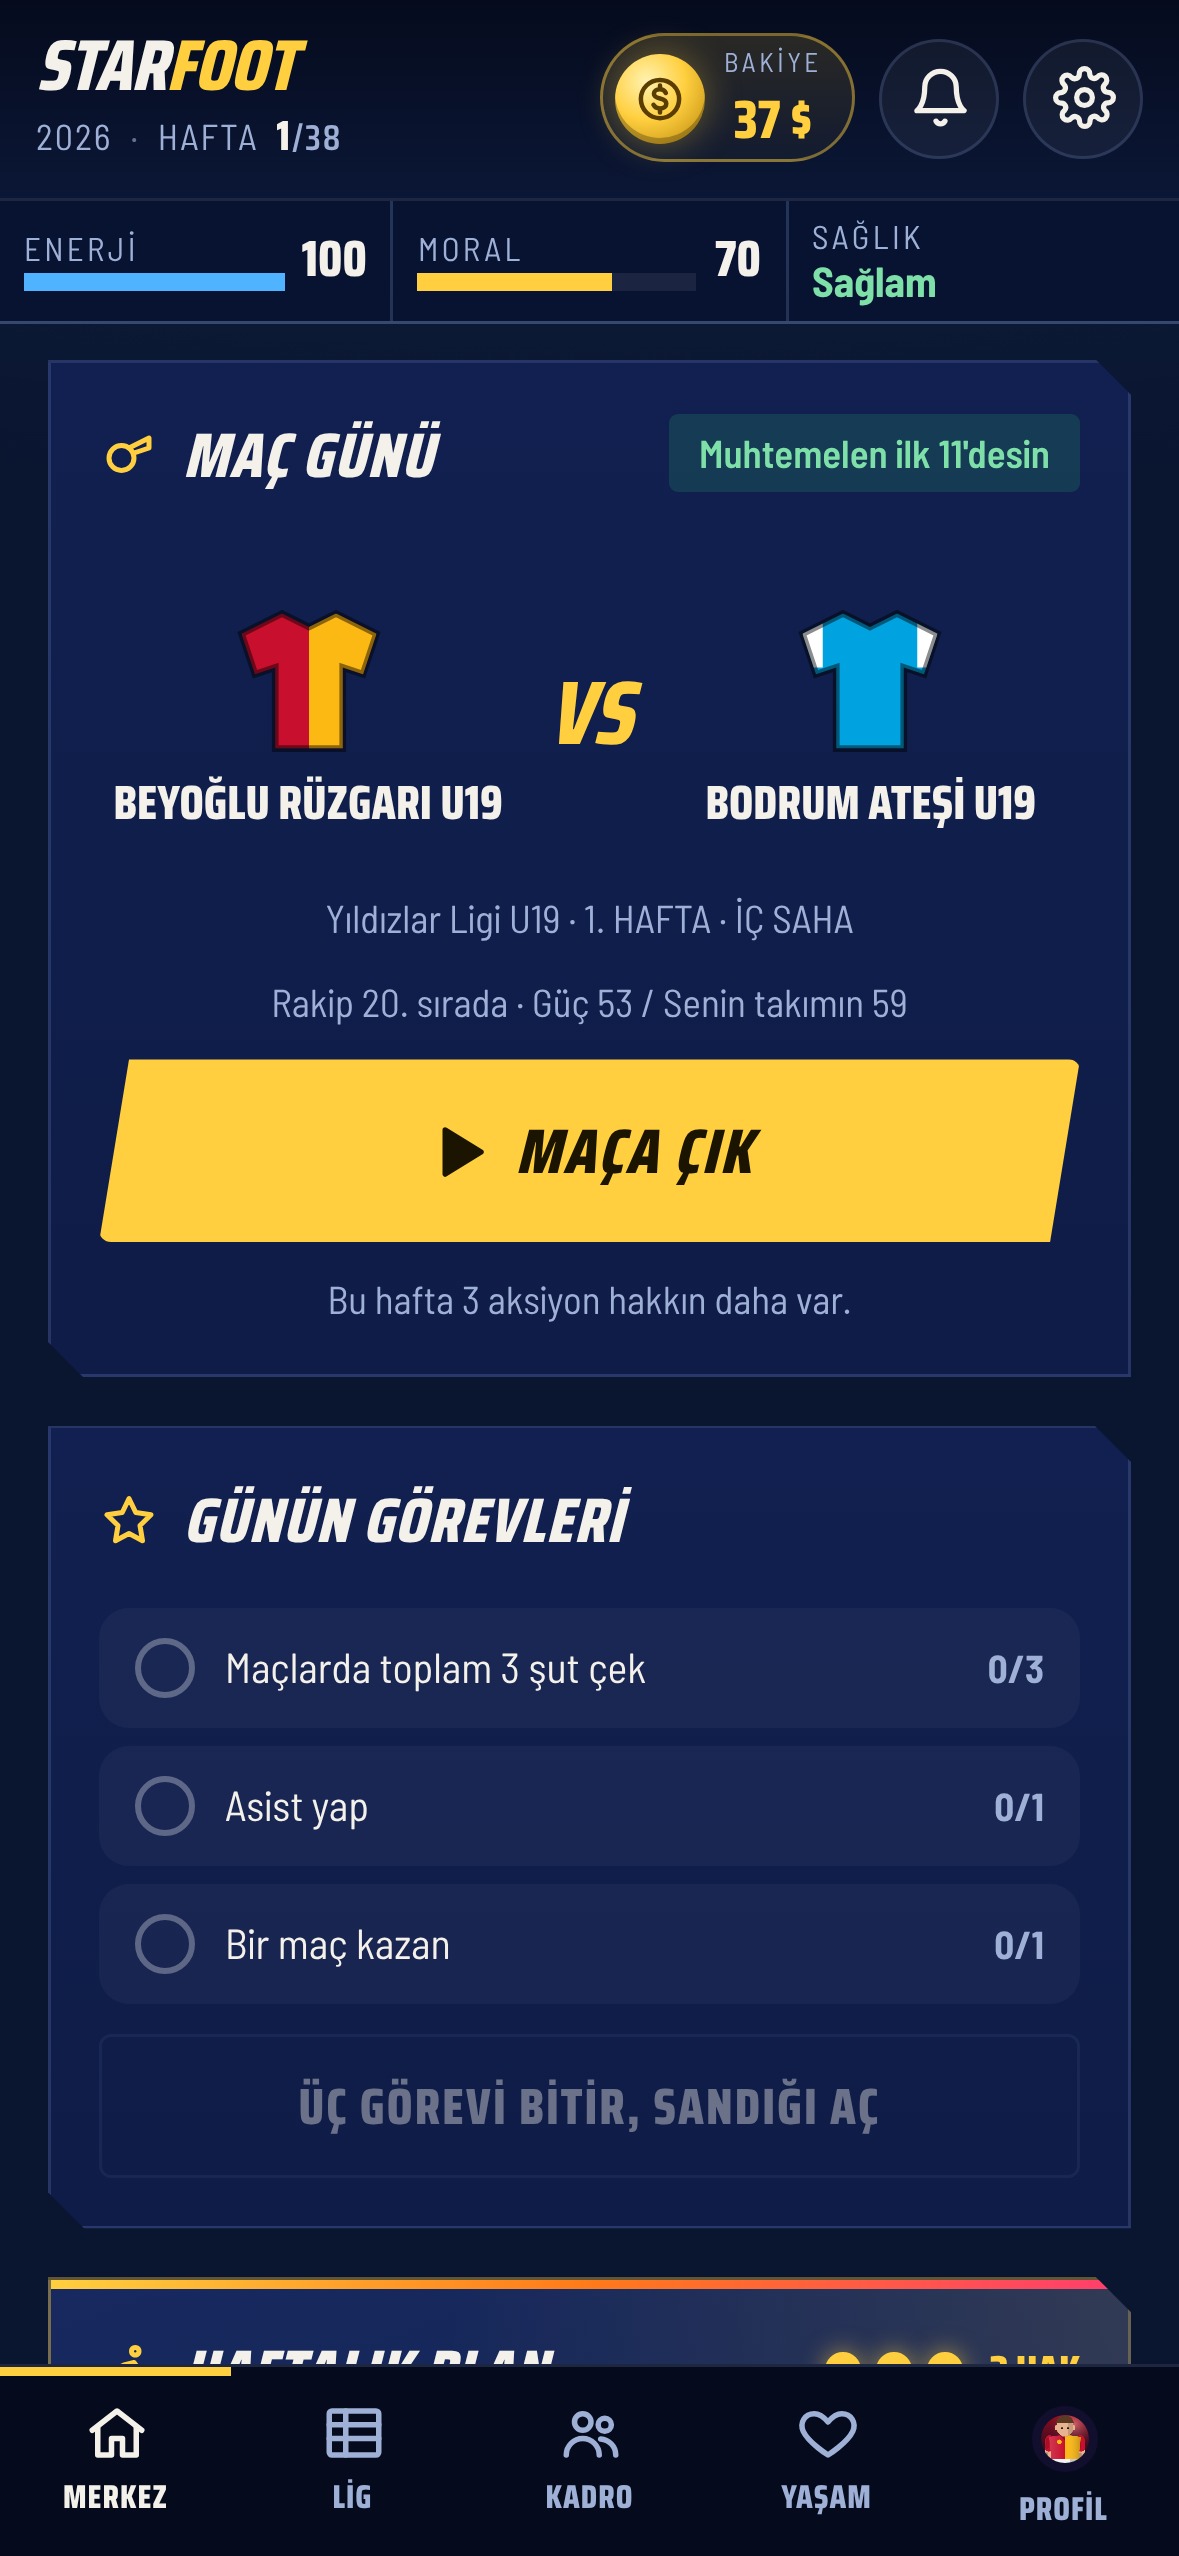 STARFOOT
2026 · HAFTA 1/38
BAKİYE
37 $
ENERJİ
100
MORAL
70
SAĞLIK
Sağlam
MAÇ GÜNÜ
Muhtemelen ilk 11'desin
VS
BEYOĞLU RÜZGARI U19
BODRUM ATEŞİ U19
Yıldızlar Ligi U19 · 1. HAFTA · İÇ SAHA
Rakip 20. sırada · Güç 53 / Senin takımın 59
MAÇA ÇIK
Bu hafta 3 aksiyon hakkın daha var.
GÜNÜN GÖREVLERİ
Maçlarda toplam 3 şut çek
0/3
Asist yap
0/1
Bir maç kazan
0/1
ÜÇ GÖREVİ BİTİR, SANDIĞI AÇ
HAFTALIK PLAN
3 HAK
MERKEZ
LİG
KADRO
YAŞAM
PROFİL